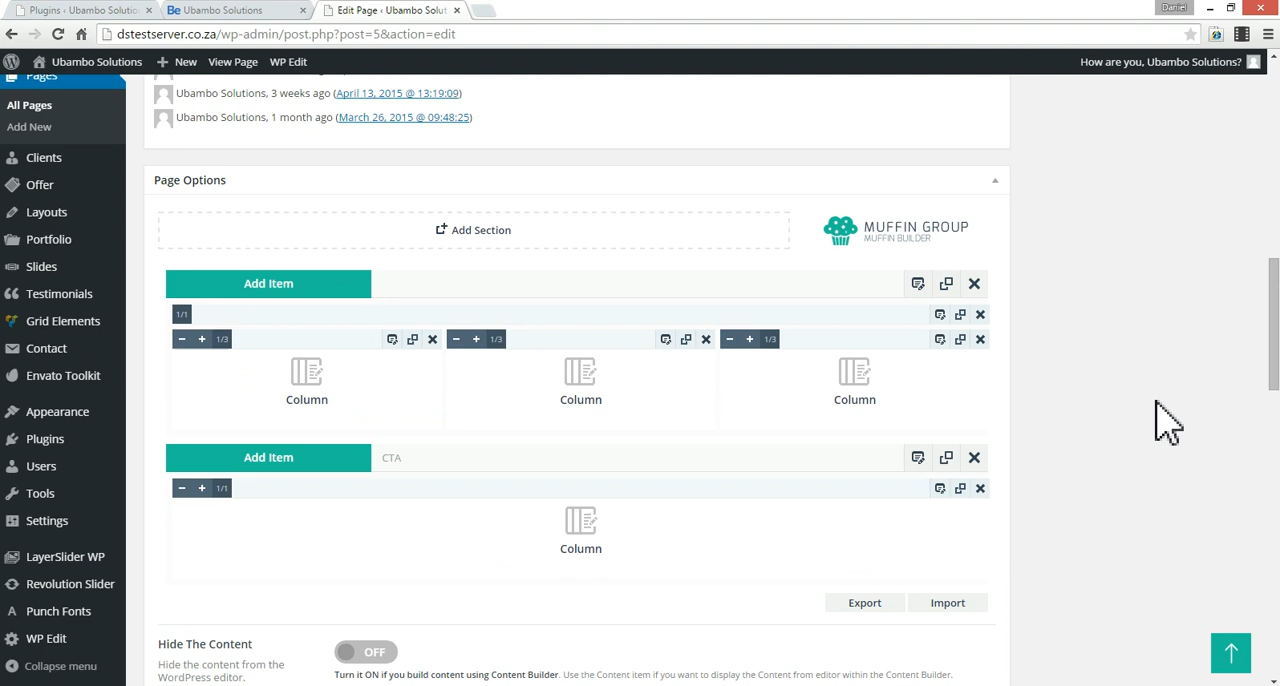 Plugins ‹ Ubambo Solutio
Be Ubambo Solutions
Edit Page ‹ Ubambo Solut
Daniel
dstestserver.co.za/wp-admin/post.php?post=5&action=edit
Ubambo Solutions
New
View Page
WP Edit
How are you, Ubambo Solutions?
Pages
All Pages
Add New
Clients
Offer
Layouts
Portfolio
Slides
Testimonials
Grid Elements
Contact
Envato Toolkit
Appearance
Plugins
Users
Tools
Settings
LayerSlider WP
Revolution Slider
Punch Fonts
WP Edit
Collapse menu
Ubambo Solutions, 3 weeks ago (April 13, 2015 @ 13:19:09)
Ubambo Solutions, 1 month ago (March 26, 2015 @ 09:48:25)
Page Options
Add Section
MUFFIN GROUP
MUFFIN BUILDER
Add Item
1/1
1/3
1/3
1/3
Column
Column
Column
Add Item
CTA
1/1
Column
Export
Import
Hide The Content
OFF
Hide the content from the
WordPress editor.
Turn it ON if you build content using Content Builder. Use the Content item if you want to display the Content from editor within the Content Builder.